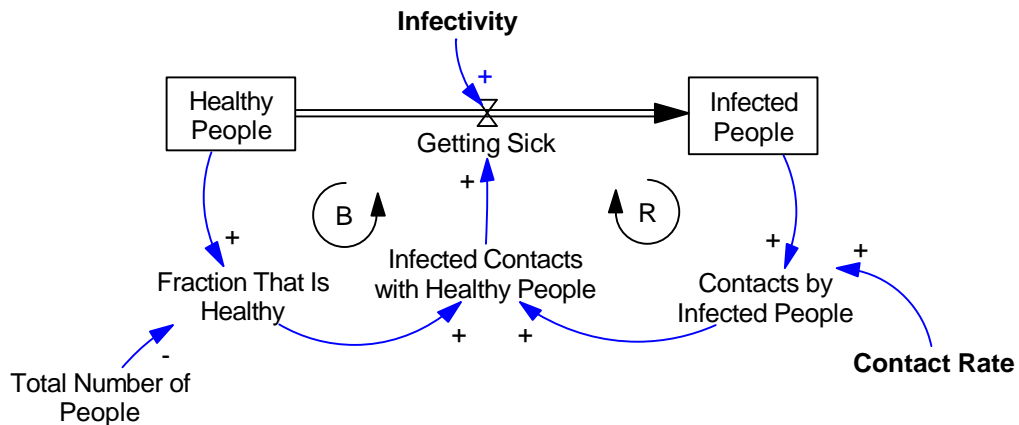 Infectivity
+
Healthy
People
Infected
People
Getting Sick
+
B
R
+
+
+
Fraction That Is
Healthy
Infected Contacts
with Healthy People
Contacts by
Infected People
+
+
-
Contact Rate
Total Number of
People